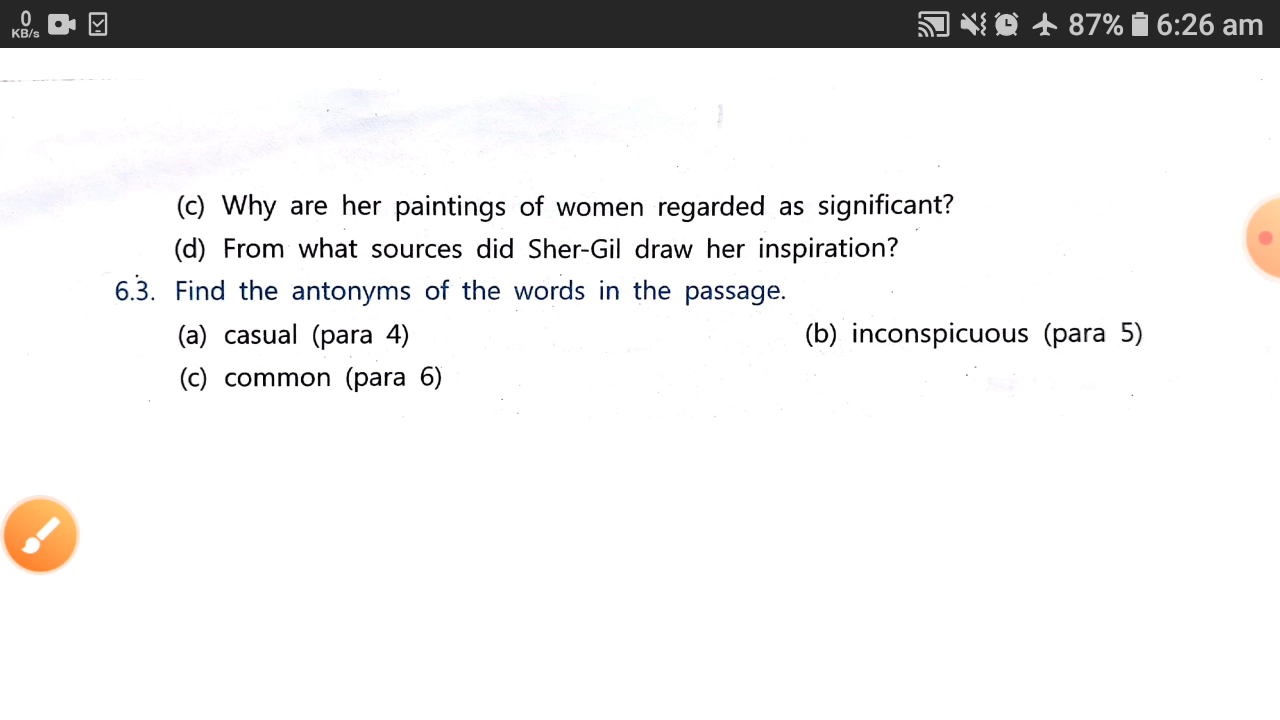 0
KB/s
87% 6:26 am
(c) Why are her paintings of women regarded as significant?
(d) From what sources did Sher-Gil draw her inspiration?
6.3. Find the antonyms of the words in the passage.
(a) casual (para 4) (b) inconspicuous (para 5)
(c) common (para 6)